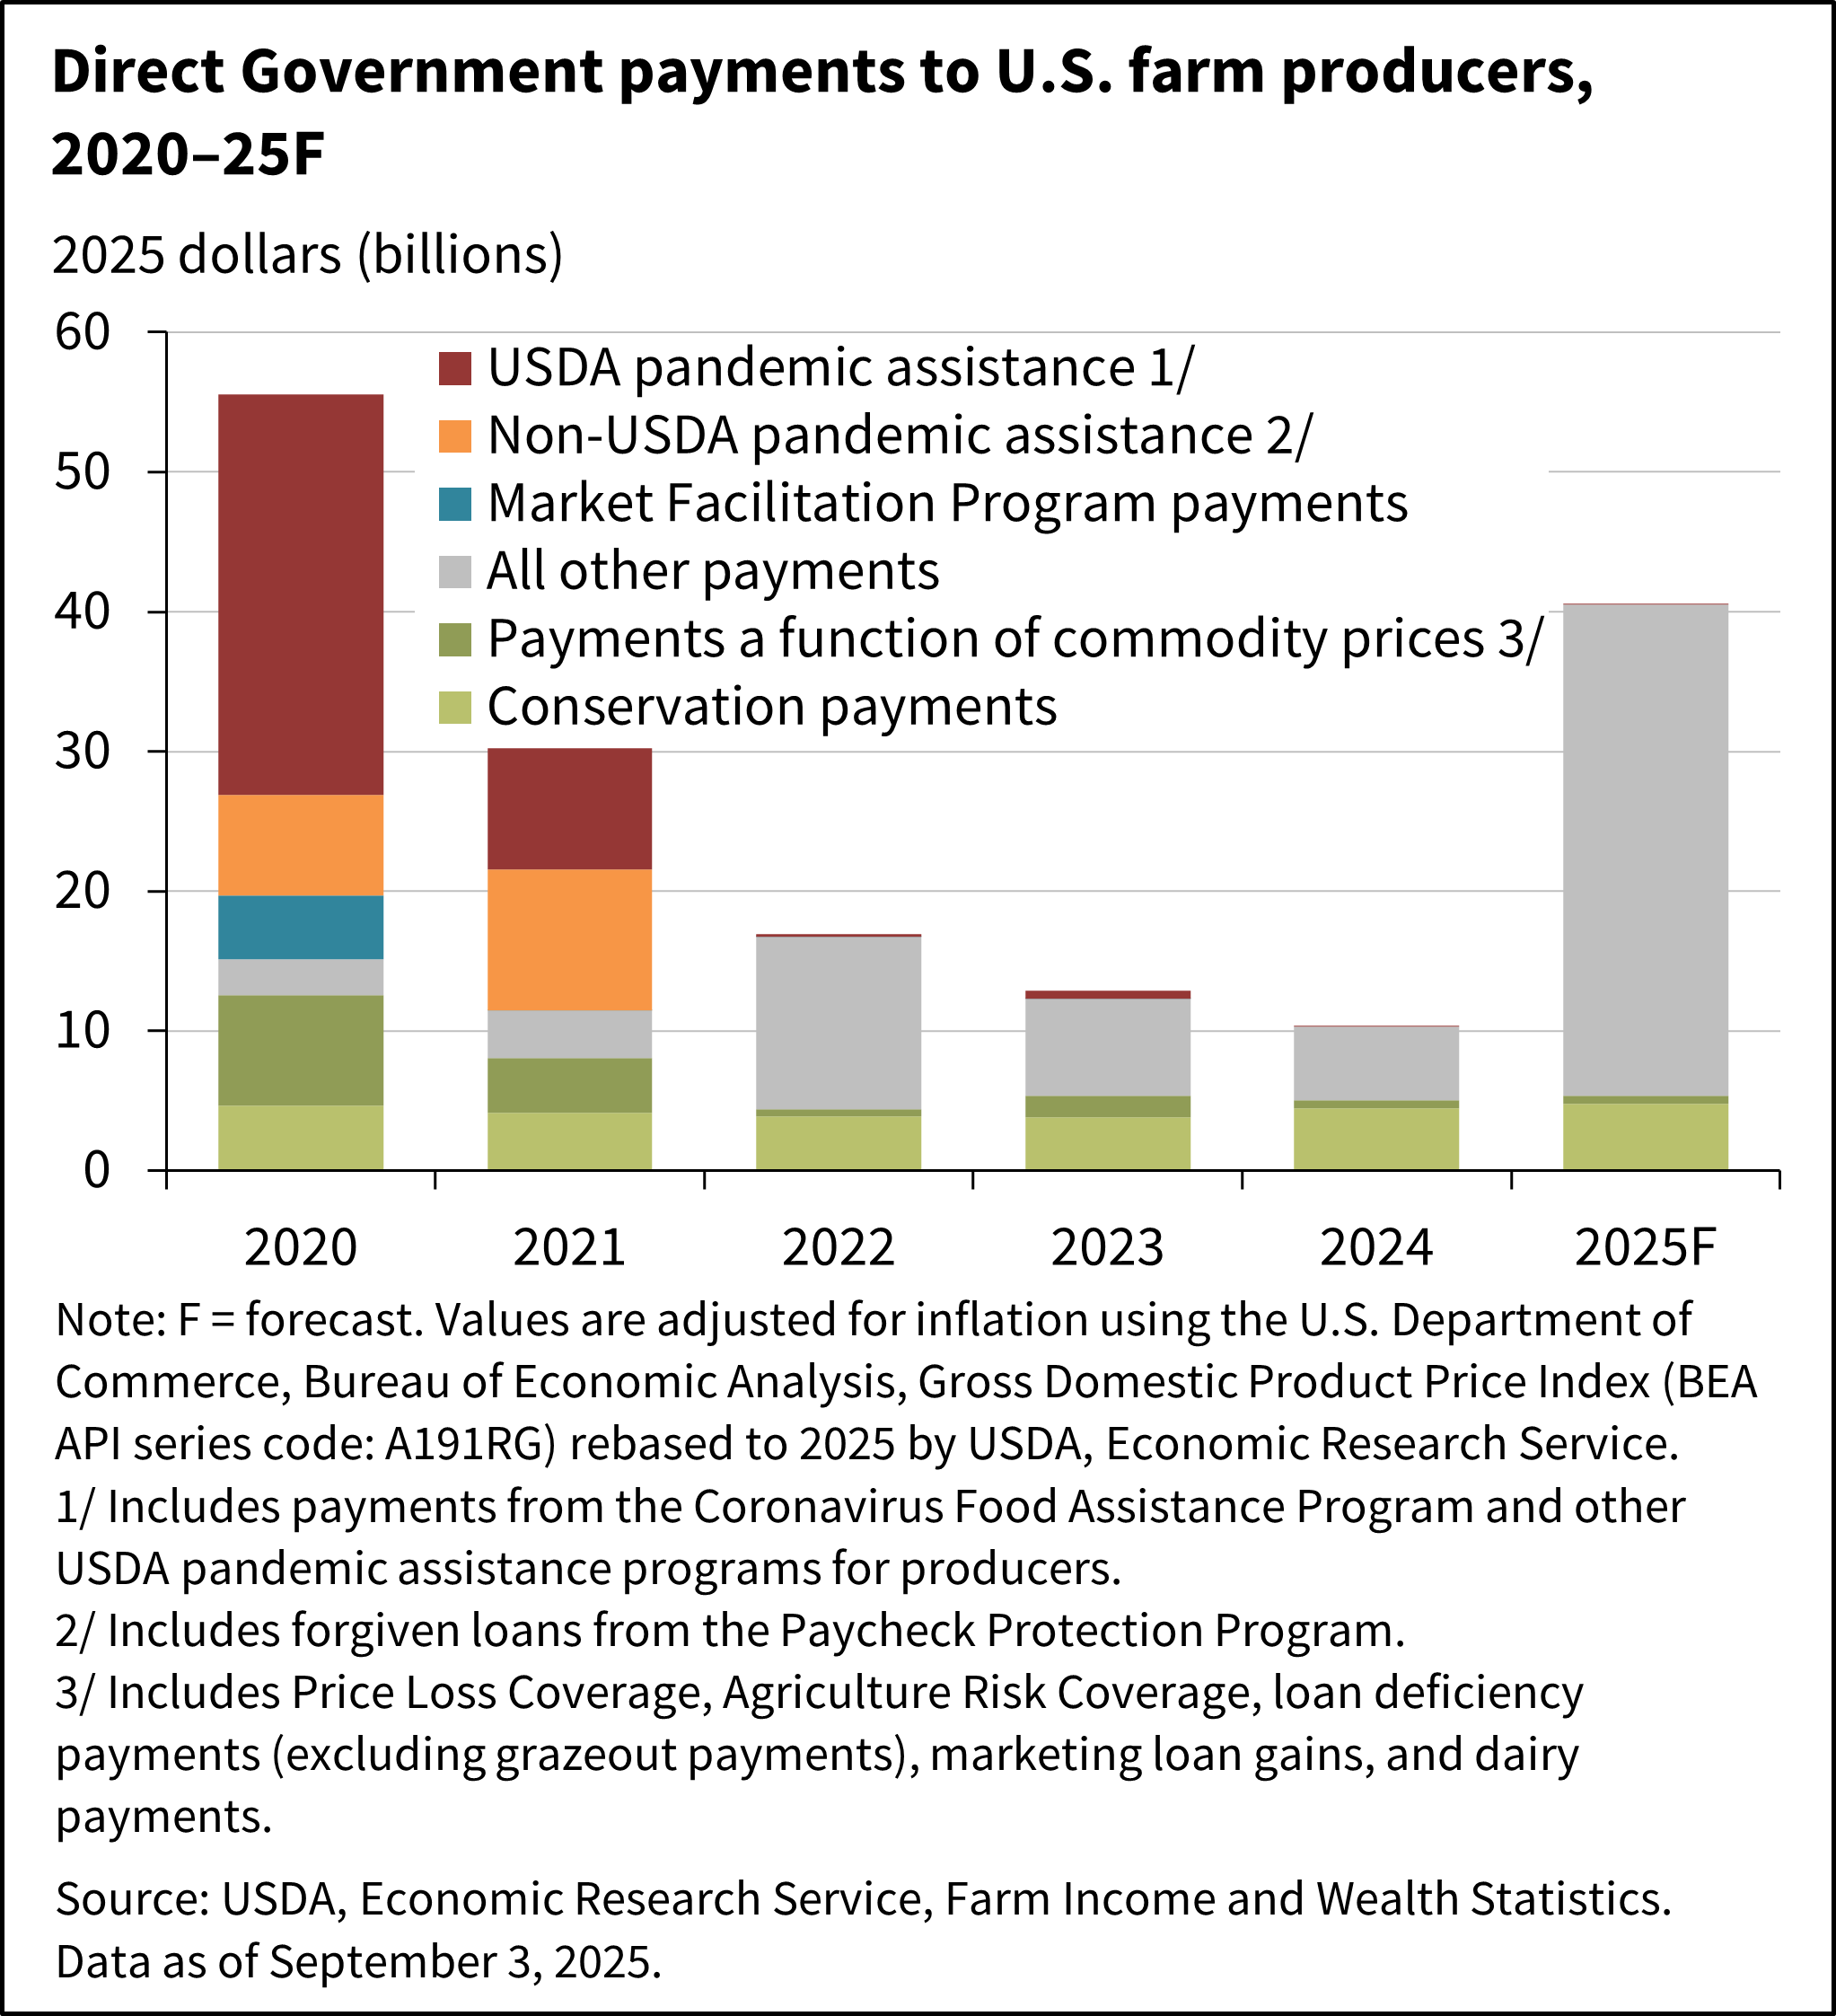 Direct Government payments to U.S. farm producers,
2020–25F
2025 dollars (billions)
60
50
40
30
20
10
0
USDA pandemic assistance 1/
Non-USDA pandemic assistance 2/
Market Facilitation Program payments
All other payments
Payments a function of commodity prices 3/
Conservation payments
2020 2021 2022 2023 2024 2025F
Note: F = forecast. Values are adjusted for inflation using the U.S. Department of
Commerce, Bureau of Economic Analysis, Gross Domestic Product Price Index (BEA
API series code: A191RG) rebased to 2025 by USDA, Economic Research Service.
1/ Includes payments from the Coronavirus Food Assistance Program and other
USDA pandemic assistance programs for producers.
2/ Includes forgiven loans from the Paycheck Protection Program.
3/ Includes Price Loss Coverage, Agriculture Risk Coverage, loan deficiency
payments (excluding grazeout payments), marketing loan gains, and dairy
payments.
Source: USDA, Economic Research Service, Farm Income and Wealth Statistics.
Data as of September 3, 2025.